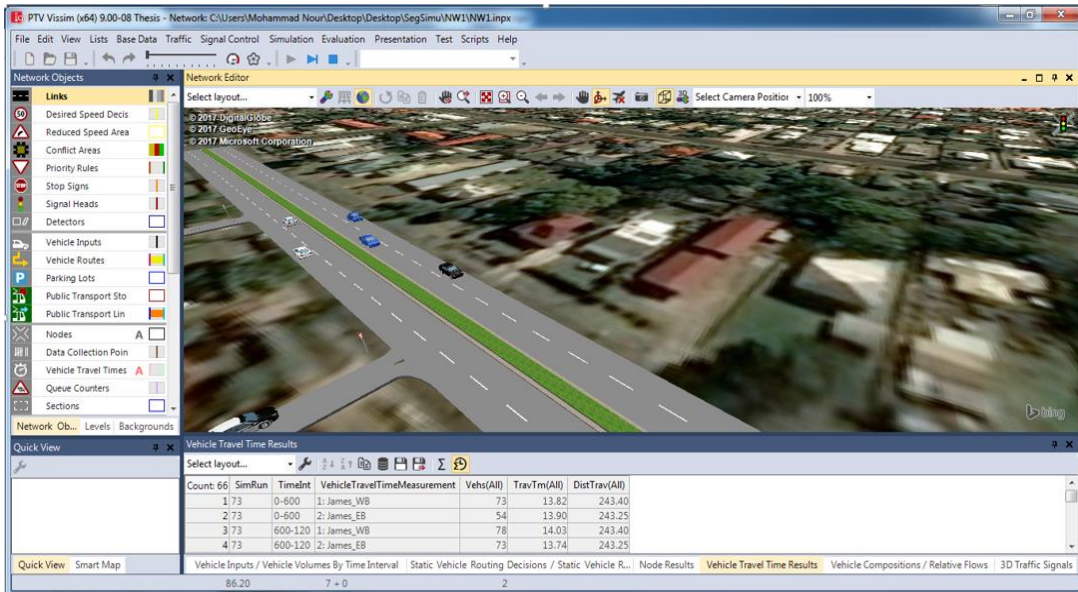 PTV Vissim (x64) 9.00-08 Thesis - Network: C:\Users\Mohammad Nour\Desktop\Desktop\SegSimu\NW1\NW1.inpx
File Edit View Lists Base Data Traffic Signal Control Simulation Evaluation Presentation Test Scripts Help
Network Objects
Network Editor
Select layout...
Select Camera Position
100%
Links
Desired Speed Decis
Reduced Speed Area
Conflict Areas
Priority Rules
Stop Signs
Signal Heads
Detectors
Vehicle Inputs
Vehicle Routes
Parking Lots
Public Transport Sto
Public Transport Lin
Nodes A
Data Collection Poin
Vehicle Travel Times A
Queue Counters
Sections
Network Ob... Levels Backgrounds
© 2017 DigitalGlobe
© 2017 GeoEye
© 2017 Microsoft Corporation
bing
Quick View
Quick View Smart Map
Vehicle Travel Time Results
Select layout...
Count: 66 SimRun TimeInt VehicleTravelTimeMeasurement Vehs(All) TravTm(All) DistTrav(All)
1 73 0-600 1: James_WB 73 13.82 243.40
2 73 0-600 2: James_EB 54 13.90 243.25
3 73 600-120 1: James_WB 78 14.03 243.40
4 73 600-120 2: James_EB 73 13.74 243.25
Vehicle Inputs / Vehicle Volumes By Time Interval Static Vehicle Routing Decisions / Static Vehicle R... Node Results Vehicle Travel Time Results Vehicle Compositions / Relative Flows 3D Traffic Signals
86.20 7 + 0 2